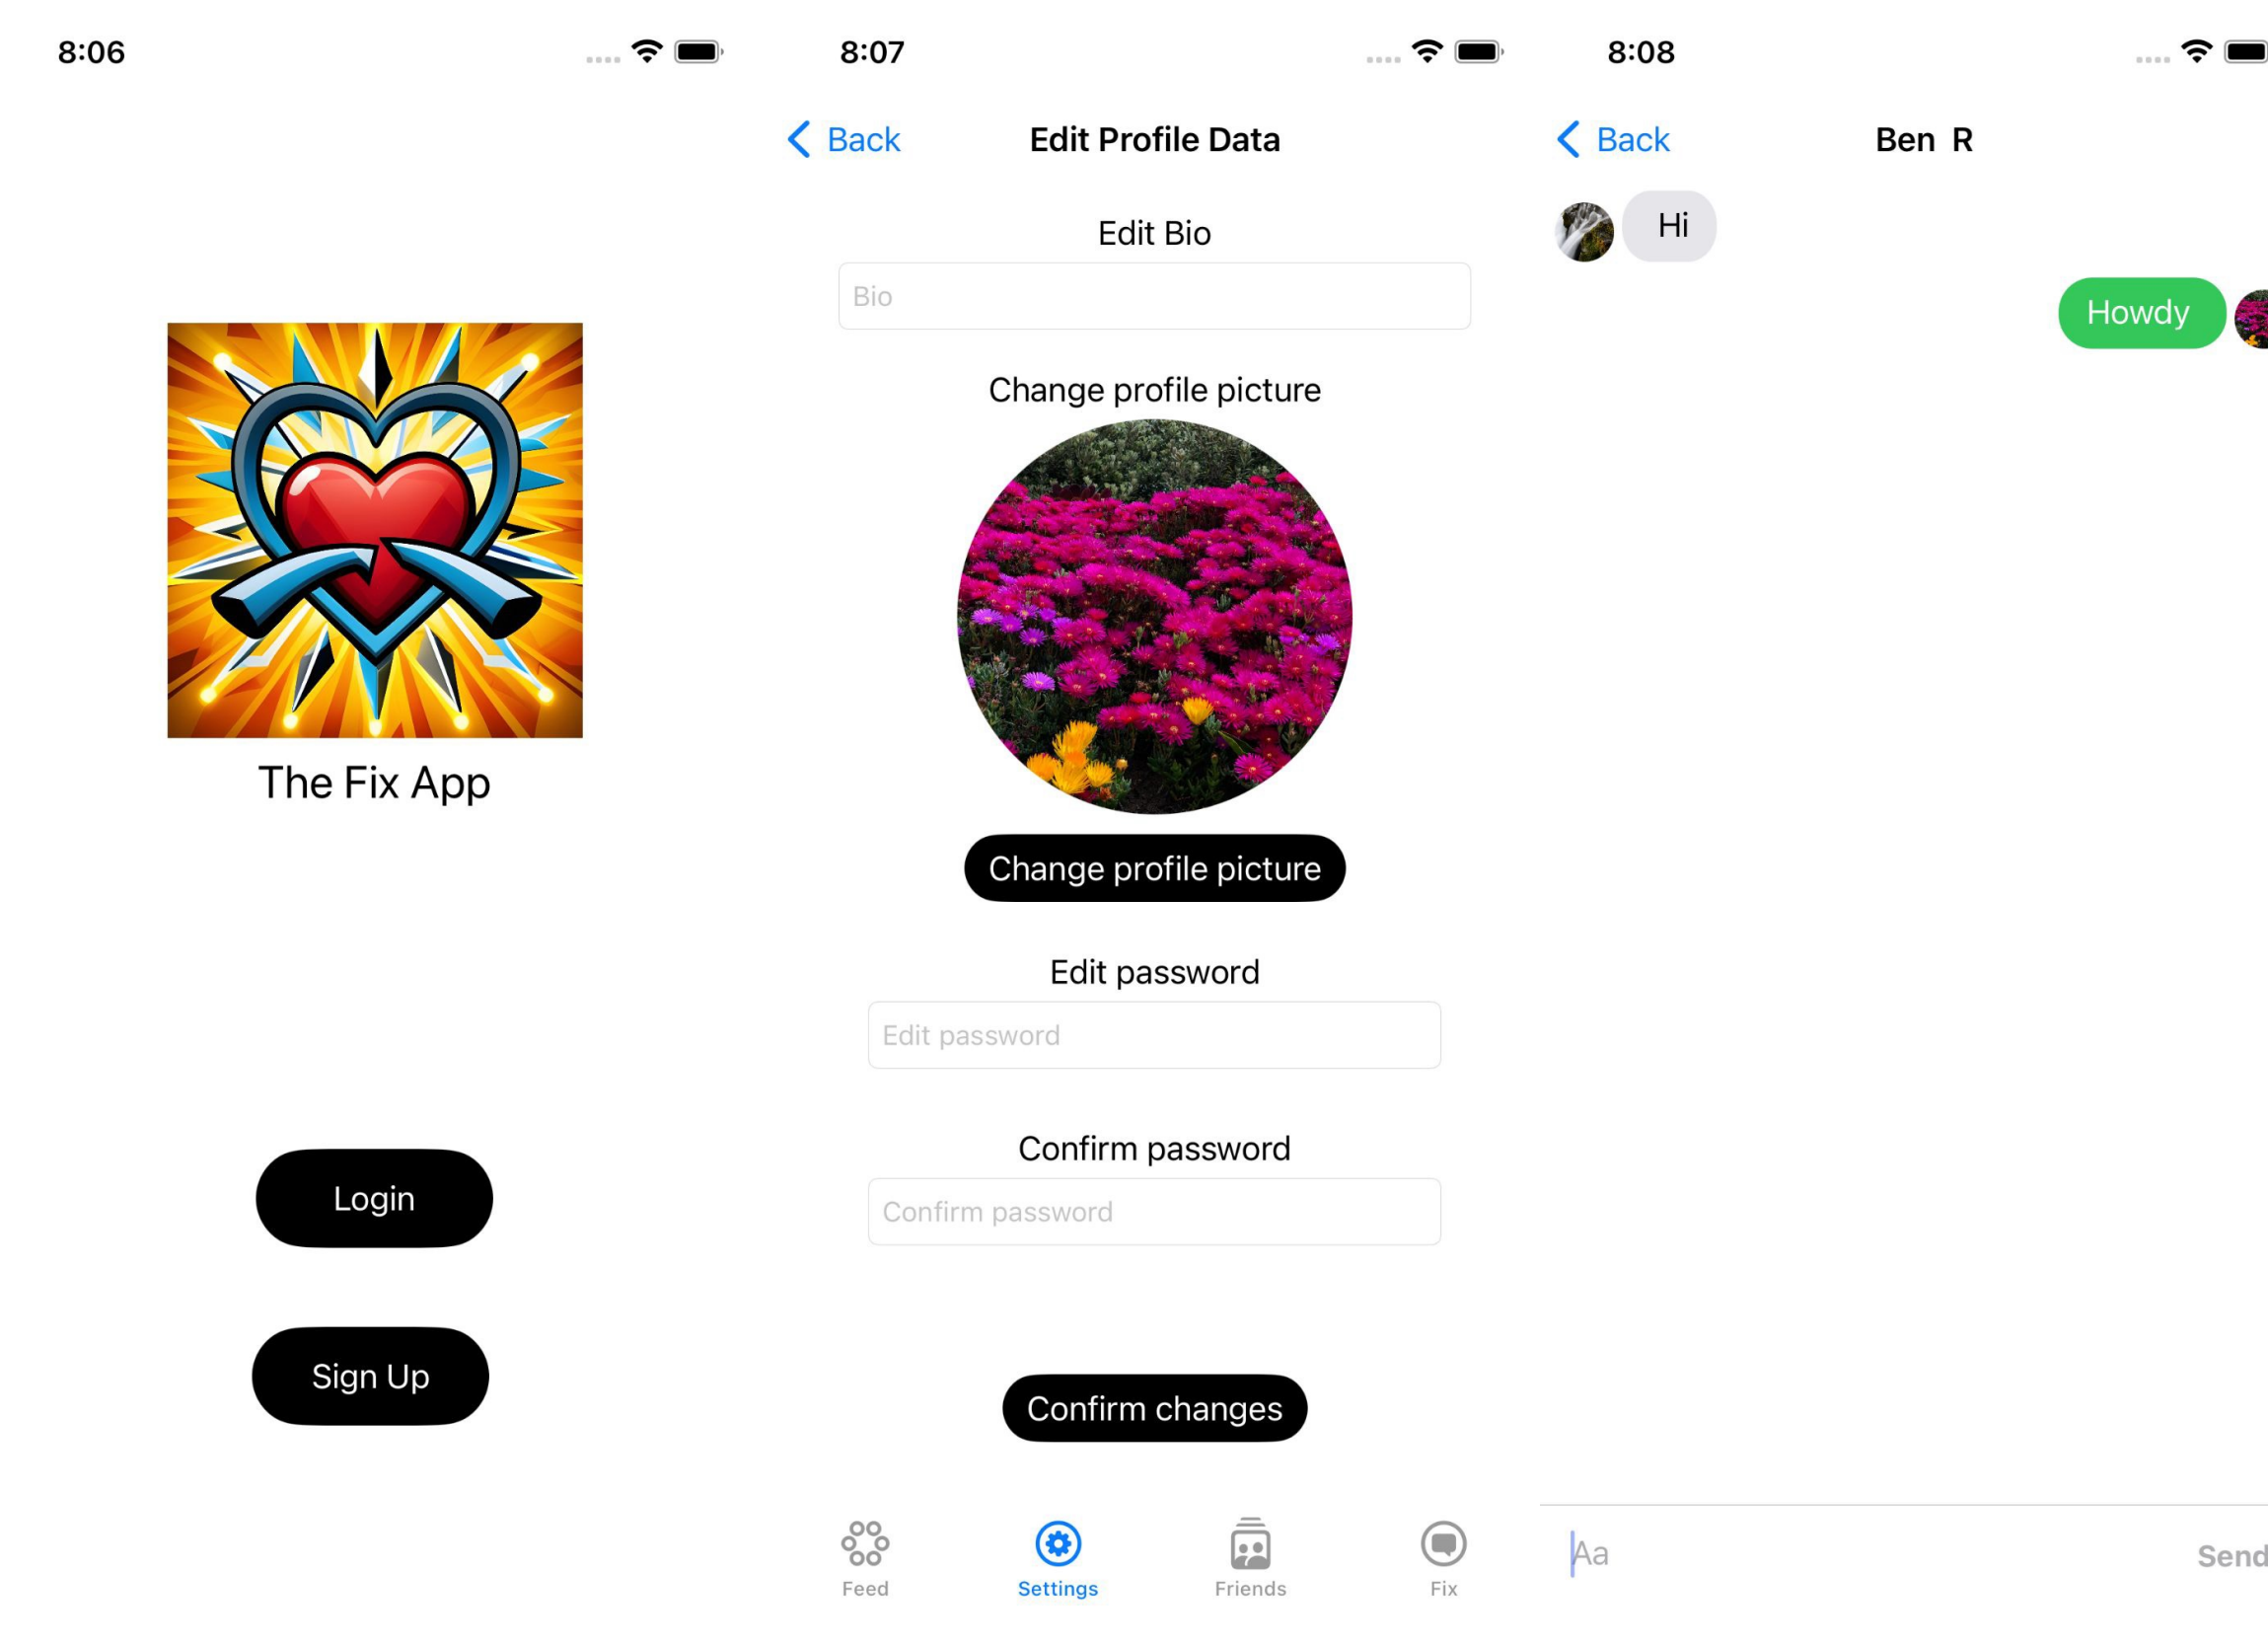 8:06
The Fix App
Login
Sign Up
8:07
Back
Edit Profile Data
Edit Bio
Bio
Change profile picture
Change profile picture
Edit password
Edit password
Confirm password
Confirm password
Confirm changes
Feed
Settings
Friends
Fix
8:08
Back
Ben R
Hi
Howdy
Aa
Send